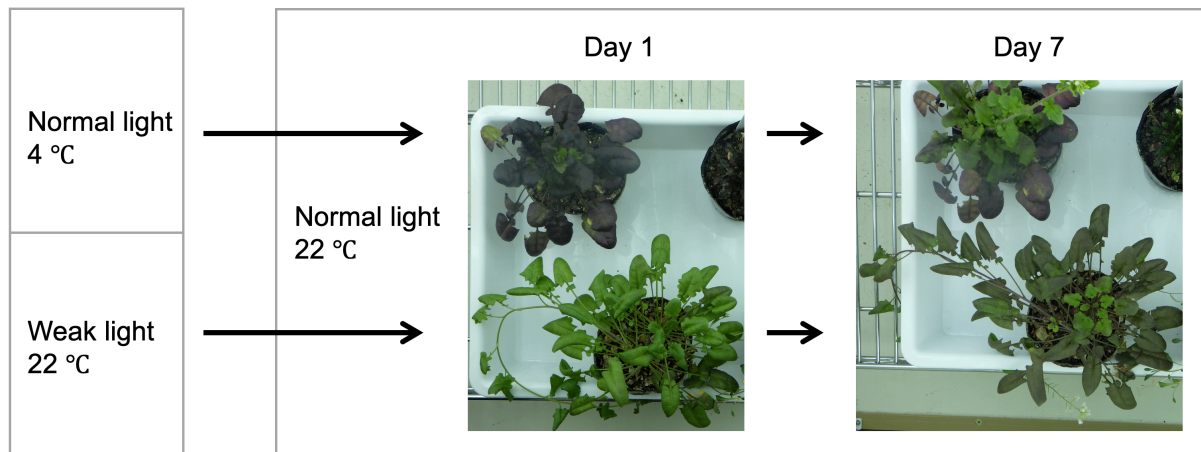 Day 1
Day 7
Normal light
4 ℃
Normal light
22 ℃
Weak light
22 ℃